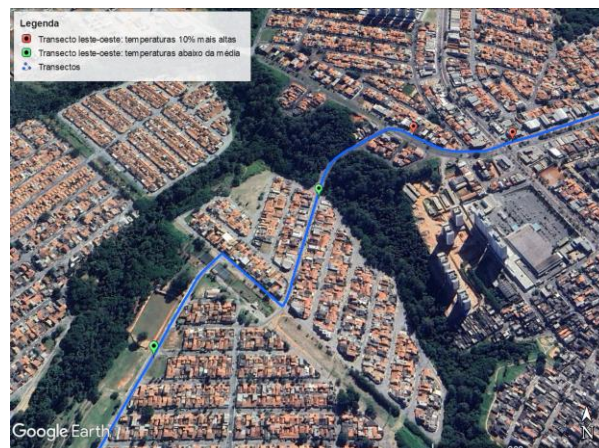 Legenda
Transecto leste-oeste: temperaturas 10% mais altas
Transecto leste-oeste: temperaturas abaixo da média
Transectos
Google Earth
N